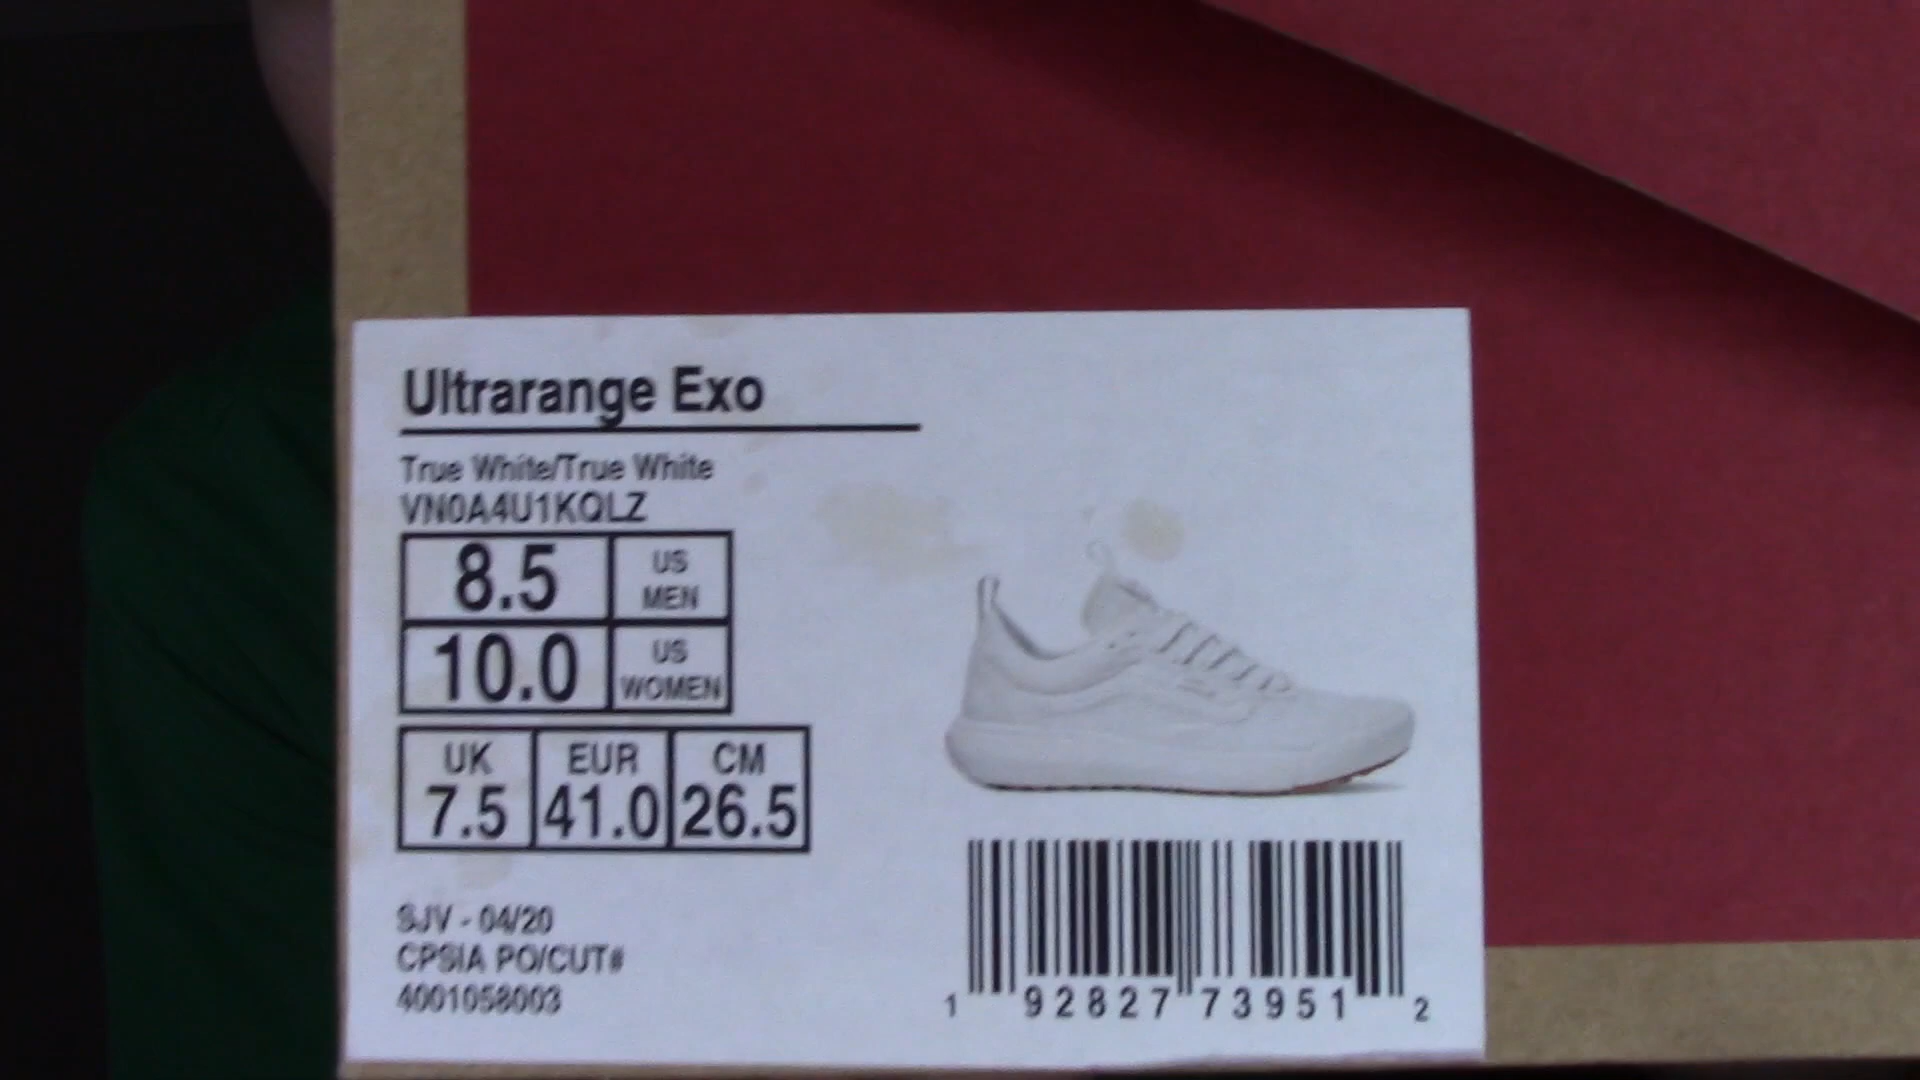 Ultrarange Exo
True White/True White
VN0A4U1KQLZ
8.5 US MEN
10.0 US WOMEN
UK EUR CM
7.5 41.0 26.5
SJV - 04/20
CPSIA PO/CUT#
4001058003
1 92827 73951 2